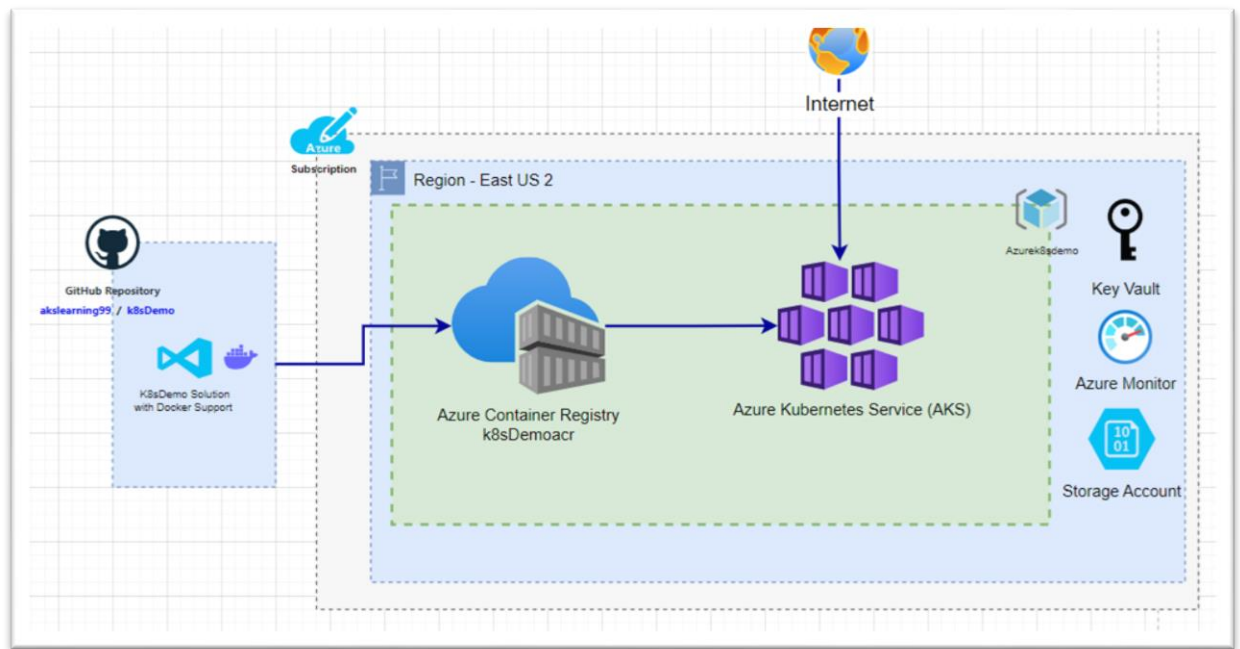 Internet
Azure
Subscription
Region - East US 2
Azurek8sdemo
Key Vault
GitHub Repository
akslearning99 / k8sDemo
K8sDemo Solution
with Docker Support
Azure Container Registry
k8sDemoacr
Azure Kubernetes Service (AKS)
Azure Monitor
10
01
Storage Account